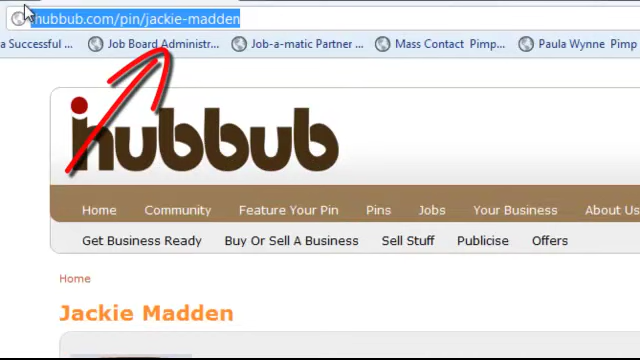 ihubbub.com/pin/jackie-madden
a Successful ... Job Board Administr... Job-a-matic Partner ... Mass Contact Pimp... Paula Wynne Pimp
ihubbub
Home Community Feature Your Pin Pins Jobs Your Business About Us
Get Business Ready Buy Or Sell A Business Sell Stuff Publicise Offers
Home
Jackie Madden